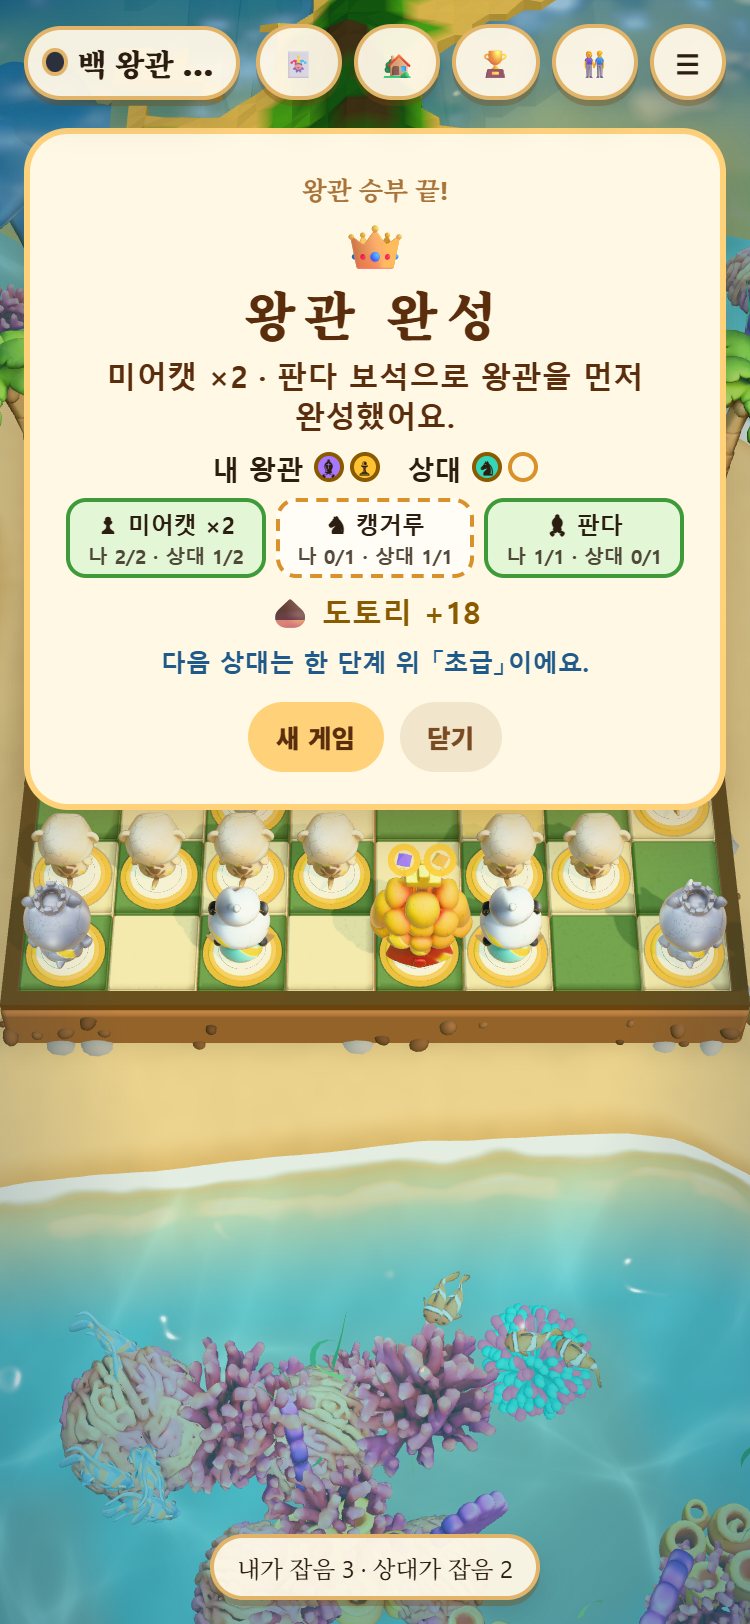 백 왕관 ...
왕관 승부 끝!
왕관 완성
미어캣 ×2 · 판다 보석으로 왕관을 먼저
완성했어요.
내 왕관 상대
미어캣 ×2
나 2/2 · 상대 1/2
캥거루
나 0/1 · 상대 1/1
판다
나 1/1 · 상대 0/1
도토리 +18
다음 상대는 한 단계 위 「초급」이에요.
새 게임
닫기
내가 잡음 3 · 상대가 잡음 2